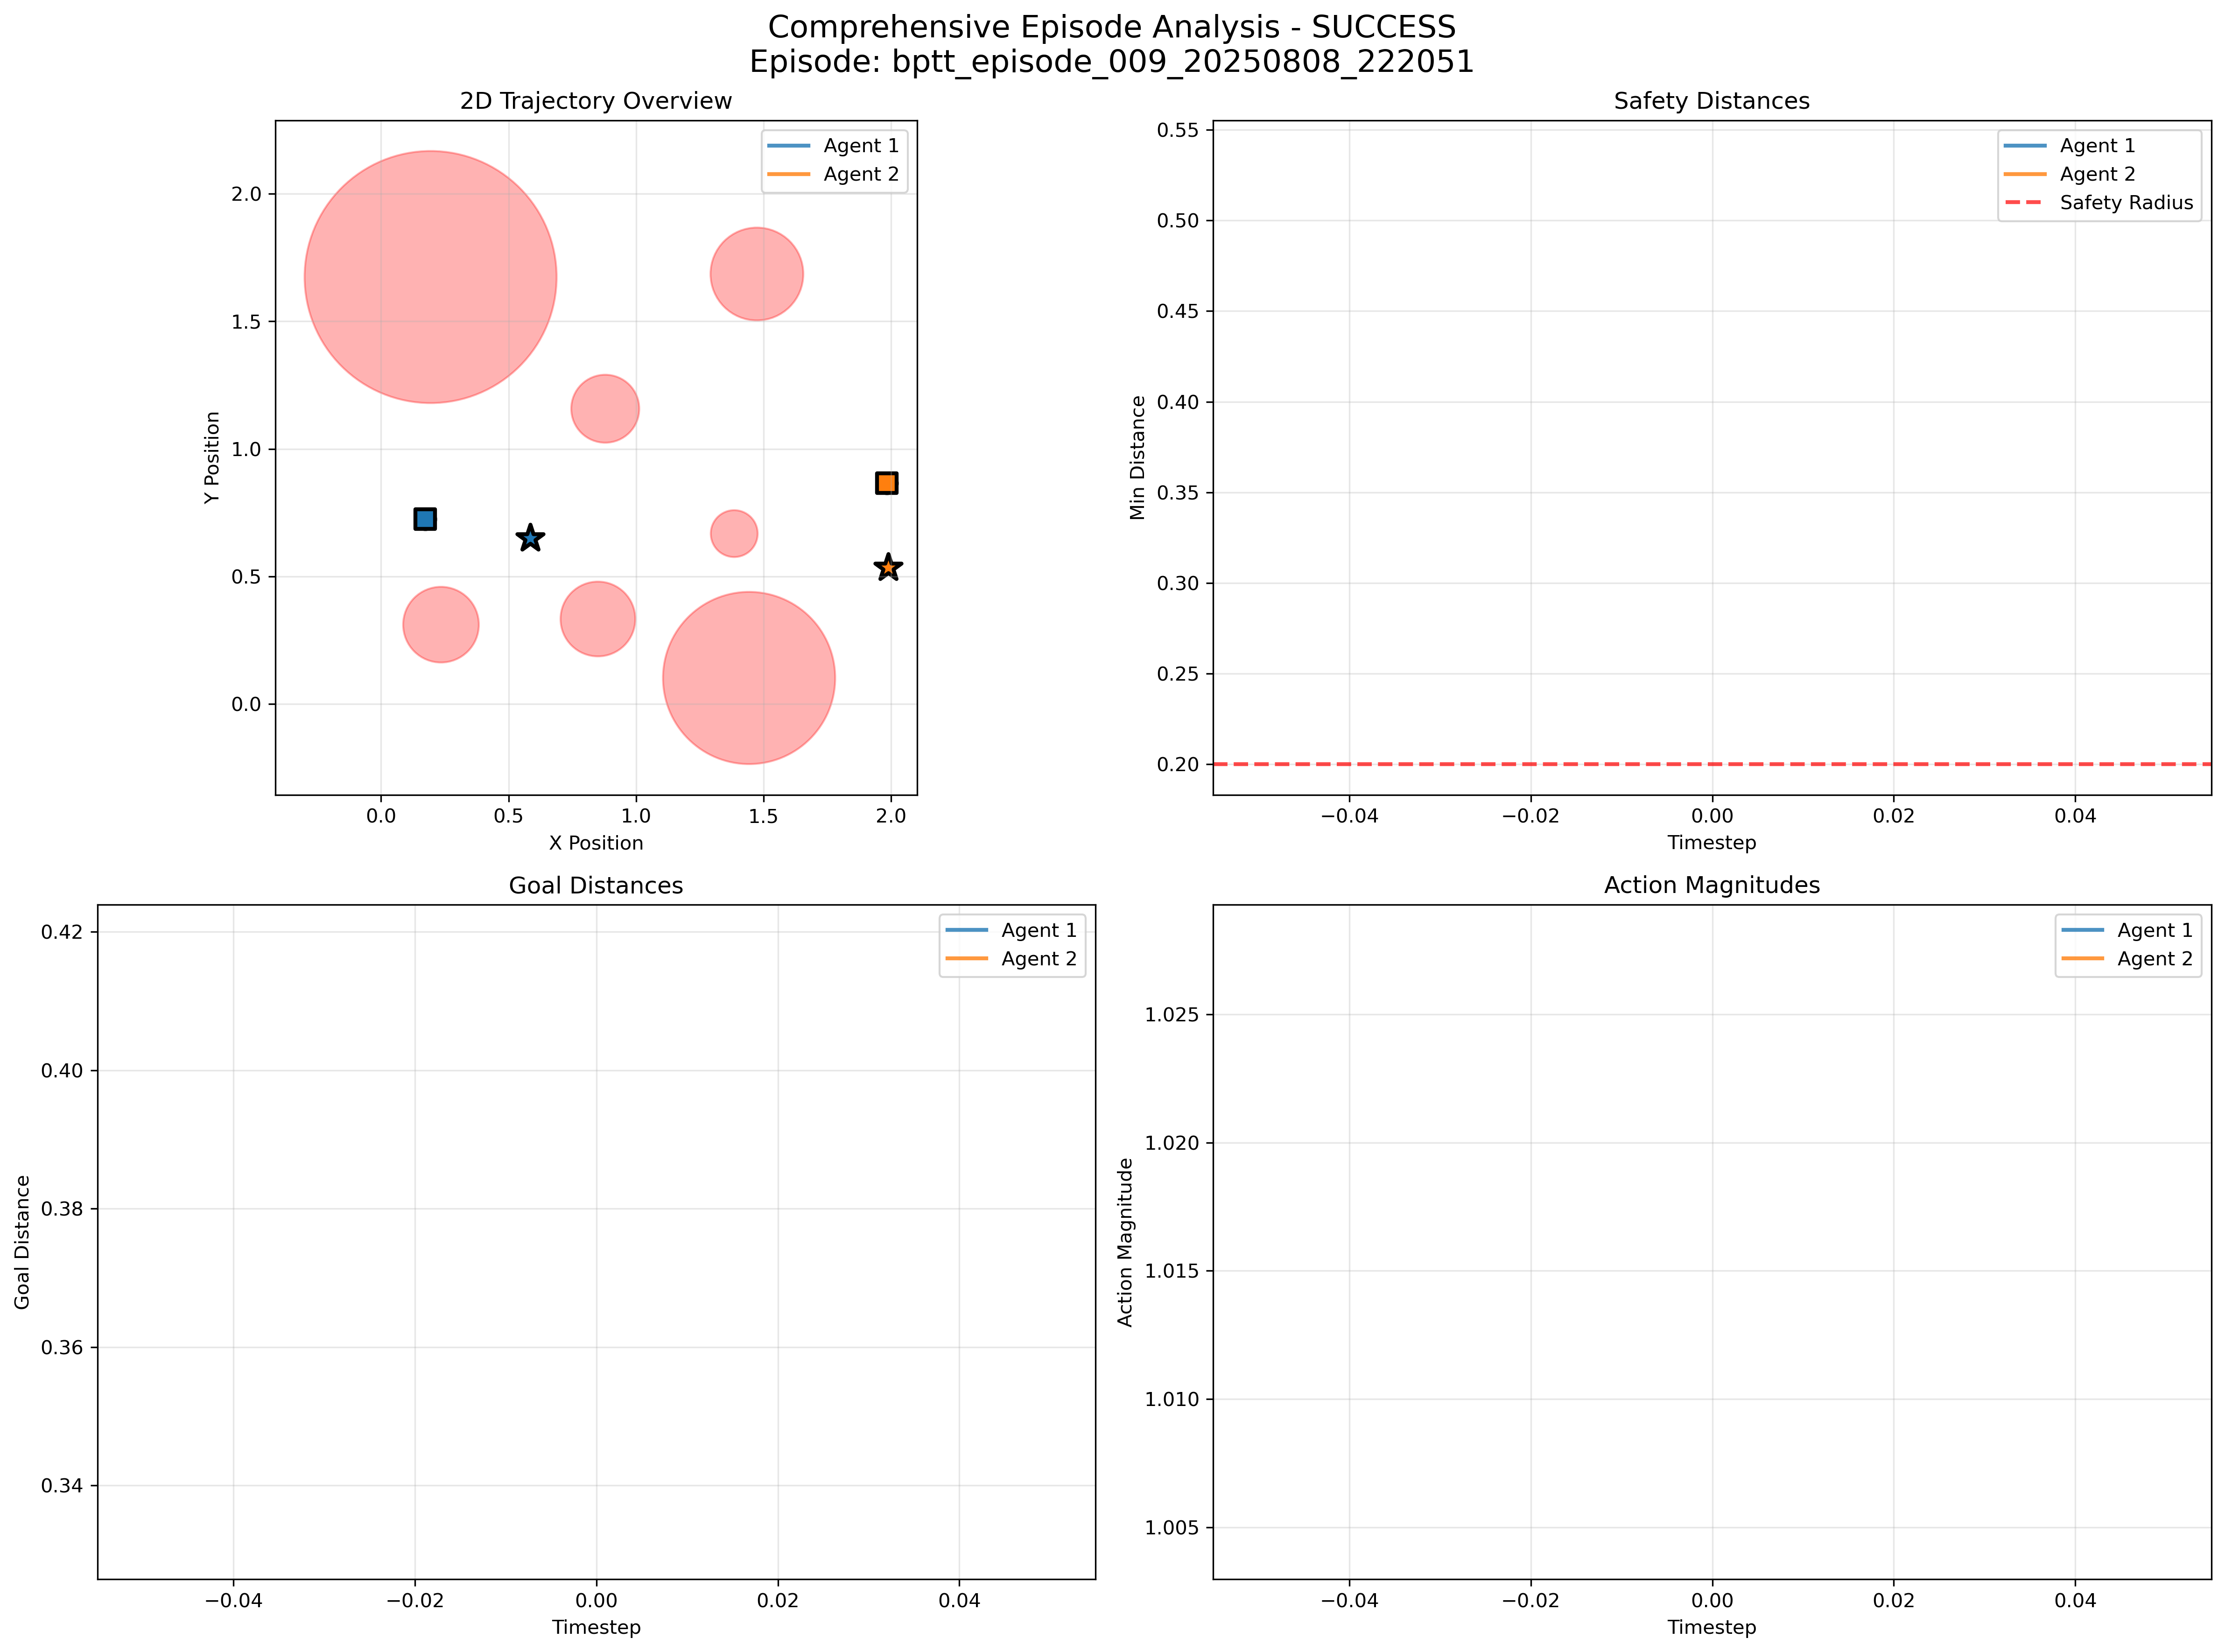 Comprehensive Episode Analysis - SUCCESS
Episode: bptt_episode_009_20250808_222051
2D Trajectory Overview
Agent 1
Agent 2
2.0
1.5
1.0
0.5
0.0
Y Position
0.0 0.5 1.0 1.5 2.0
X Position
Safety Distances
Agent 1
Agent 2
Safety Radius
0.55
0.50
0.45
0.40
0.35
0.30
0.25
0.20
Min Distance
−0.04 −0.02 0.00 0.02 0.04
Timestep
Goal Distances
Agent 1
Agent 2
0.42
0.40
0.38
0.36
0.34
Goal Distance
−0.04 −0.02 0.00 0.02 0.04
Timestep
Action Magnitudes
Agent 1
Agent 2
1.025
1.020
1.015
1.010
1.005
Action Magnitude
−0.04 −0.02 0.00 0.02 0.04
Timestep